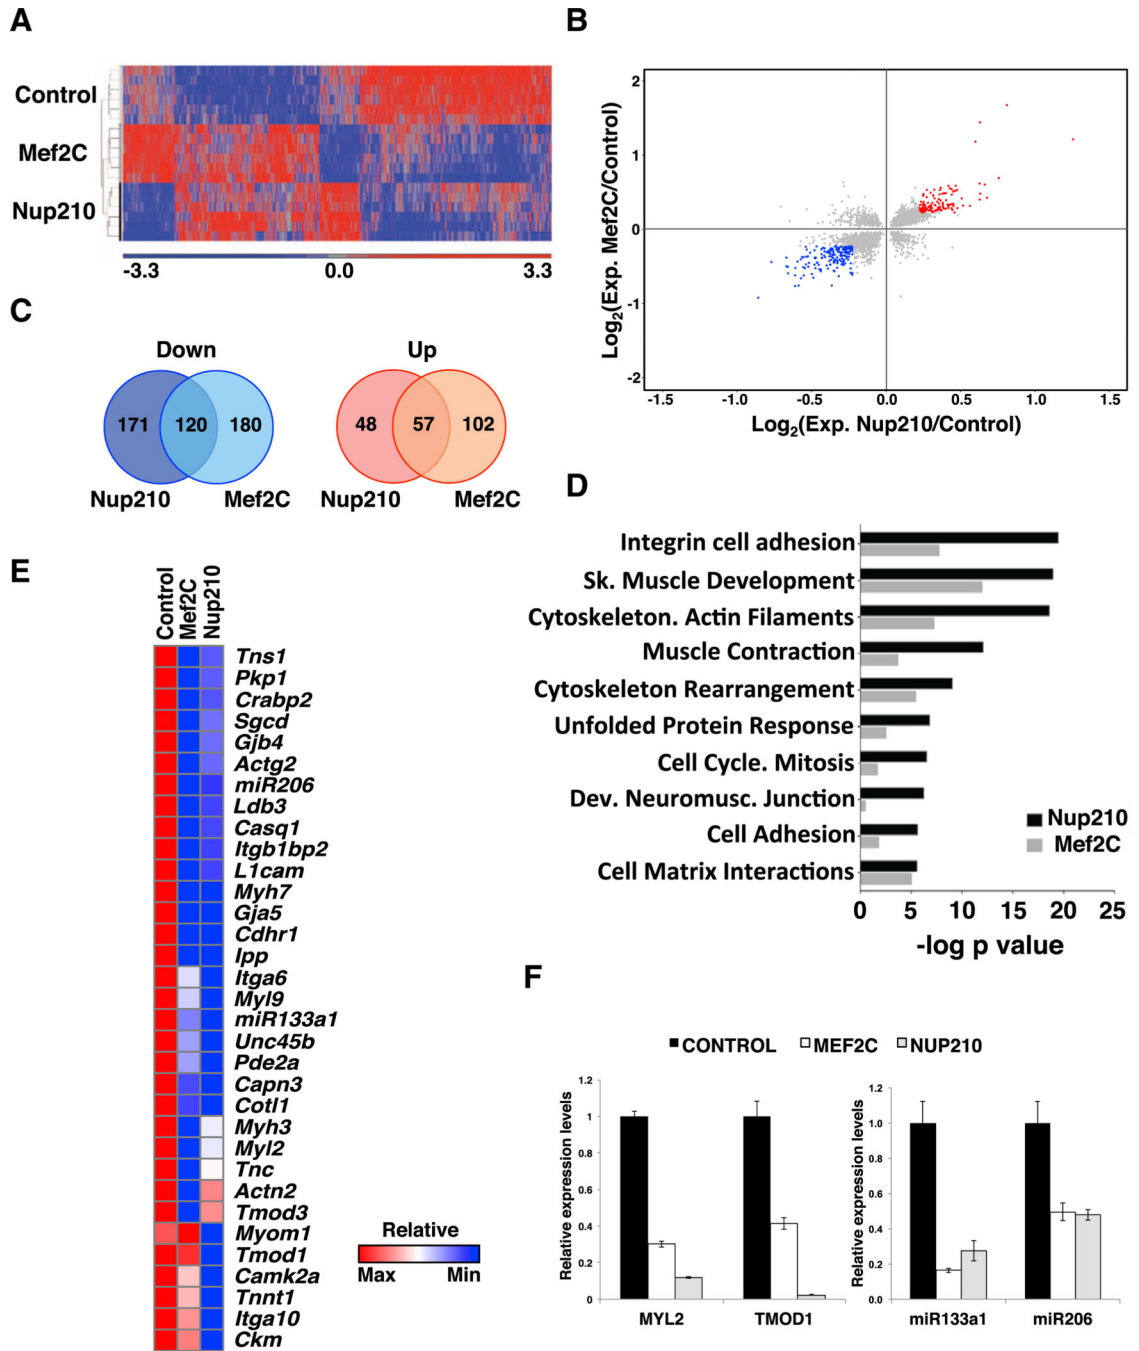 A
Control
Mef2C
Nup210
-3.3 0.0 3.3
B
Log2(Exp. Mef2C/Control)
2
1
0
-1
-2
-1.5 -1.0 -0.5 0.0 0.5 1.0 1.5
Log2(Exp. Nup210/Control)
C
Down
171 120 180
Nup210 Mef2C
Up
48 57 102
Nup210 Mef2C
D
Integrin cell adhesion
Sk. Muscle Development
Cytoskeleton. Actin Filaments
Muscle Contraction
Cytoskeleton Rearrangement
Unfolded Protein Response
Cell Cycle. Mitosis
Dev. Neuromusc. Junction
Cell Adhesion
Cell Matrix Interactions
Nup210
Mef2C
0 5 10 15 20 25
-log p value
E
Control Mef2C Nup210
Tns1
Pkp1
Crabp2
Sgcd
Gjb4
Actg2
miR206
Ldb3
Casq1
Itgb1bp2
L1cam
Myh7
Gja5
Cdhr1
Ipp
Itga6
Myl9
miR133a1
Unc45b
Pde2a
Capn3
Cotl1
Myh3
Myl2
Tnc
Actn2
Tmod3
Myom1
Tmod1
Camk2a
Tnnt1
Itga10
Ckm
Relative
Max Min
F
CONTROL MEF2C NUP210
Relative expression levels
1.2
1
0.8
0.6
0.4
0.2
0
MYL2 TMOD1
Relative expression levels
1.2
1.0
0.8
0.6
0.4
0.2
0.0
miR133a1 miR206